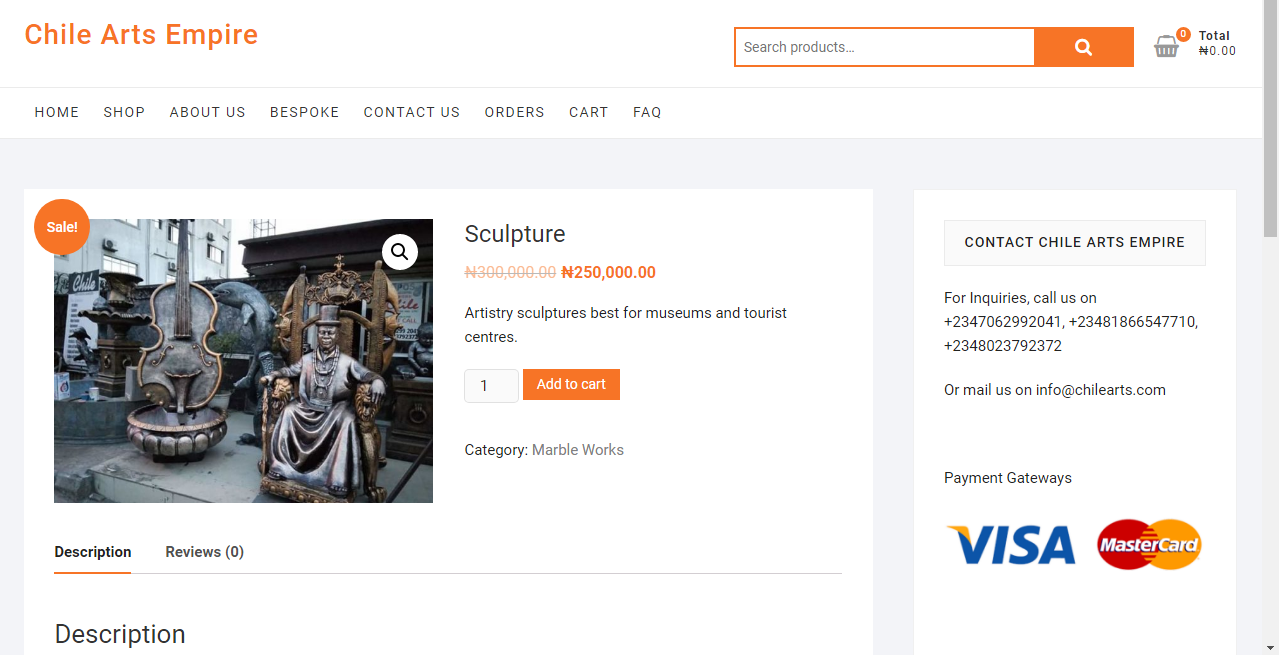 Chile Arts Empire
Search products…
0
Total
₦0.00
HOME SHOP ABOUT US BESPOKE CONTACT US ORDERS CART FAQ
Sale!
Chile
Sculpture
₦300,000.00 ₦250,000.00
Artistry sculptures best for museums and tourist
centres.
1
Add to cart
Category: Marble Works
Description
Reviews (0)
Description
CONTACT CHILE ARTS EMPIRE
For Inquiries, call us on
+2347062992041, +23481866547710,
+2348023792372
Or mail us on info@chilearts.com
Payment Gateways
VISA
MasterCard